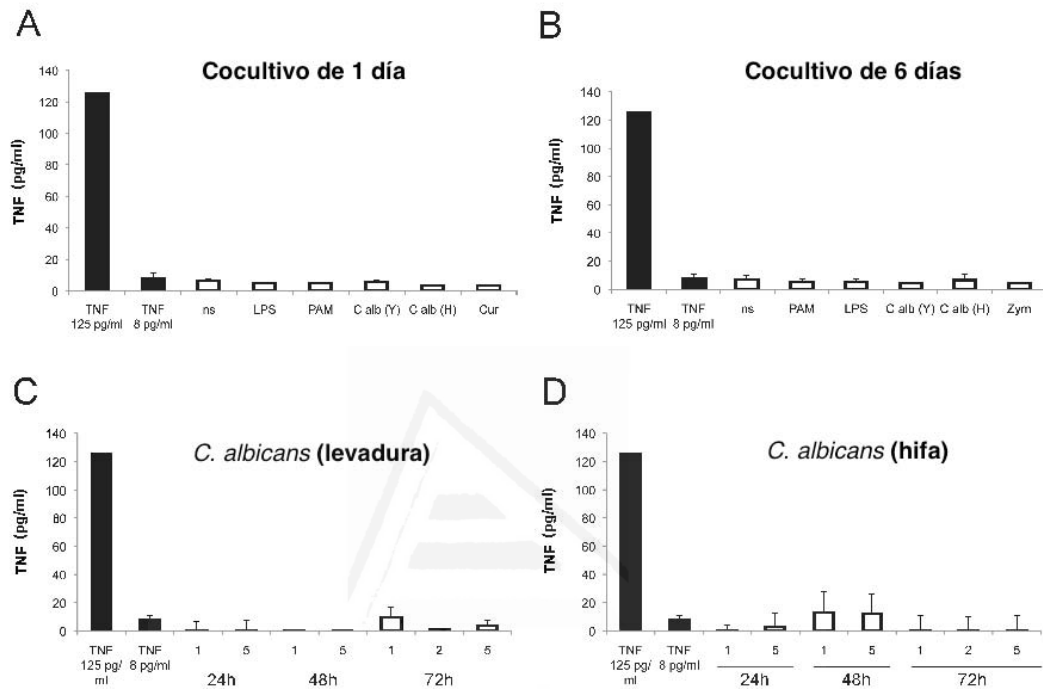 A
Cocultivo de 1 día
TNF (pg/ml)
140
120
100
80
60
40
20
0
TNF
125 pg/ml)
TNF
8 pg/ml)
ns
LPS
PAM
C alb (Y)
C alb (H)
Cur
B
Cocultivo de 6 días
TNF (pg/ml)
140
120
100
80
60
40
20
0
TNF
125 pg/ml)
TNF
8 pg/ml)
ns
PAM
LPS
C alb (Y)
C alb (H)
Zym
C
C. albicans (levadura)
TNF (pg/ml)
140
120
100
80
60
40
20
0
TNF
125 pg/
ml
TNF
8 pg/ml)
1
5
1
5
1
2
5
24h
48h
72h
D
C. albicans (hifa)
TNF (pg/ml)
140
120
100
80
60
40
20
0
TNF
125 pg/
ml
TNF
8 pg/ml)
1
5
1
5
1
2
5
24h
48h
72h